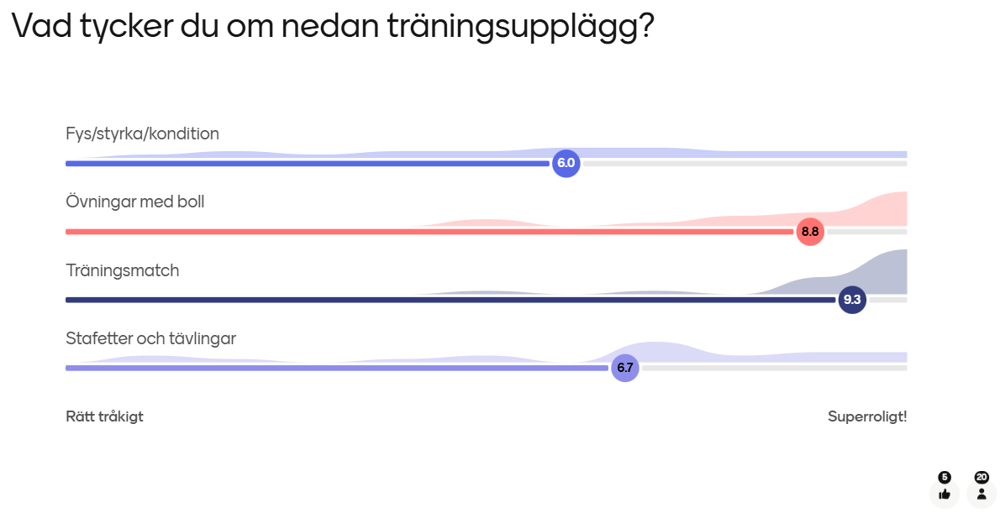 Vad tycker du om nedan träningsupplägg?
Fys/styrka/kondition
6.0
Övningar med boll
8.8
Träningsmatch
9.3
Stafetter och tävlingar
6.7
Rätt tråkigt
Superroligt!
5
20